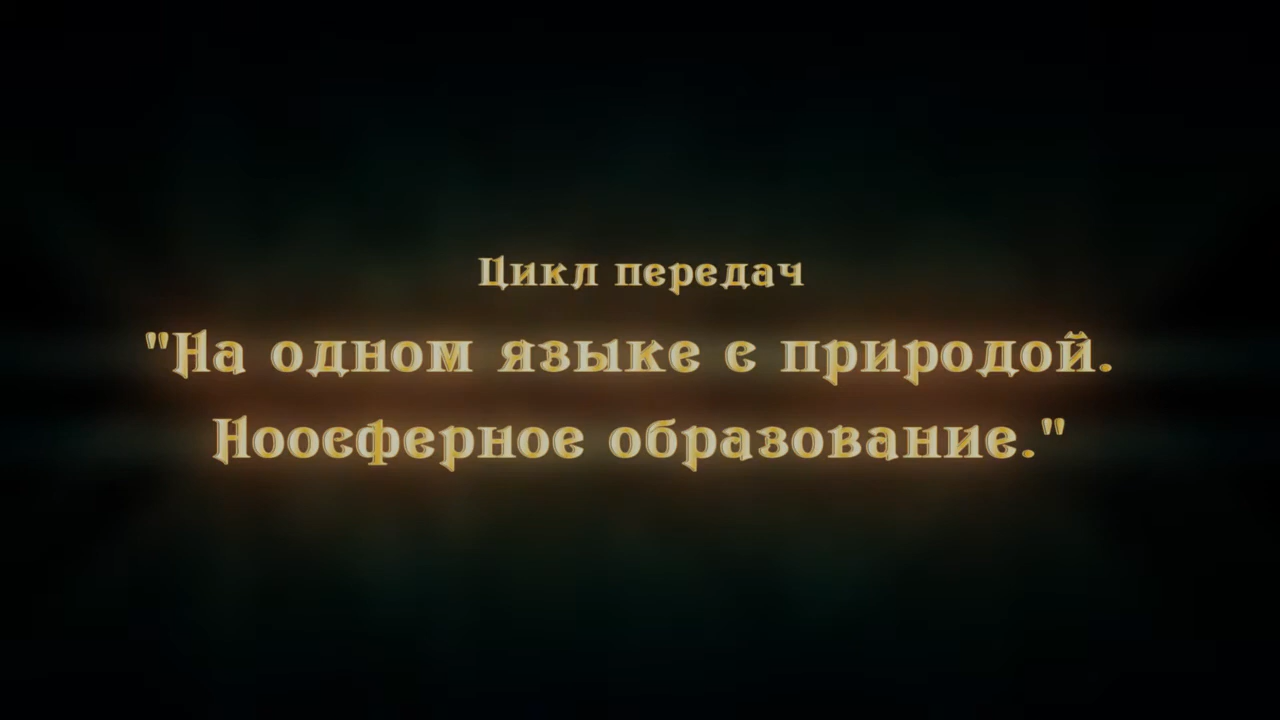 Цикл передач
"На одном языке с природой.
Ноосферное образование."